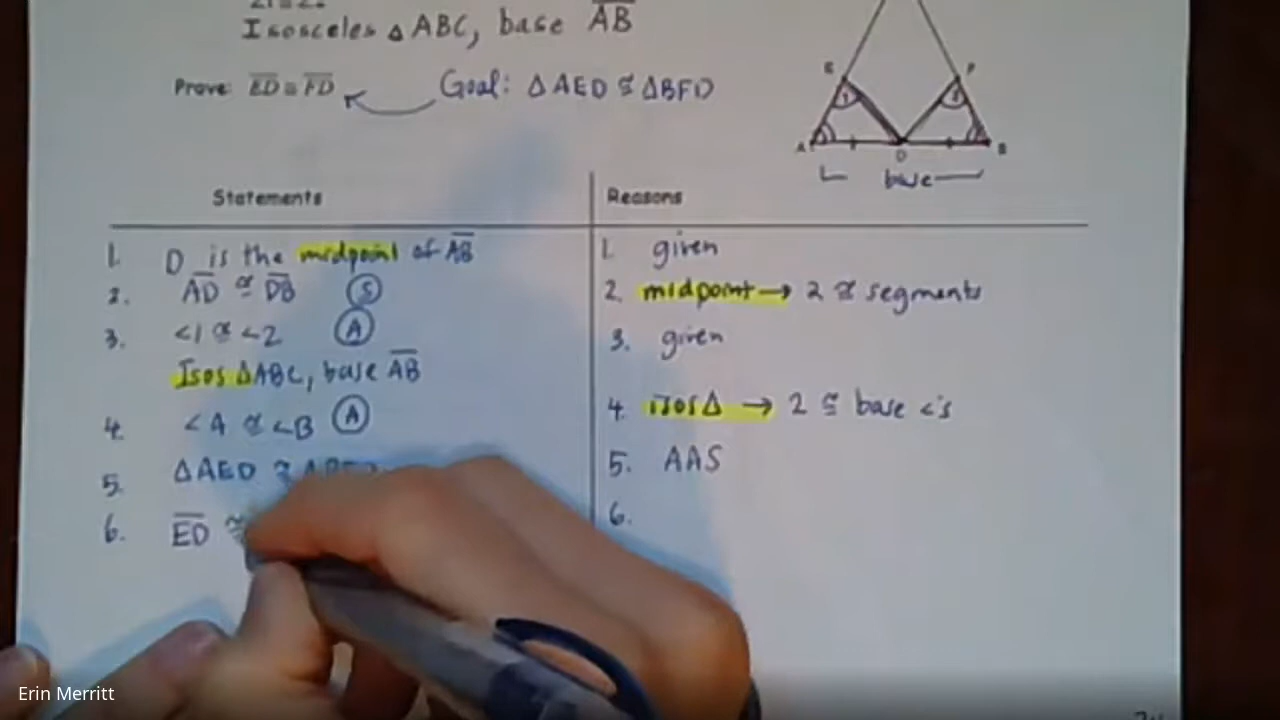 ∠1 ≅ ∠2
Isosceles △ ABC, base AB
Prove: ED ≅ FD
Goal: △AED ≅ △BFD
E F
1 2
A D B
base
Statements Reasons
1. D is the midpoint of AB 1. given
2. AD ≅ DB S 2. midpoint → 2 ≅ segments
3. <1 ≅ <2 A 3. given
Isos △ABC, base AB
4. <A ≅ <B A 4. isos△ → 2 ≅ base <'s
5. △AED ≅ 5. AAS
6. ED ≅ 6.
Erin Merritt